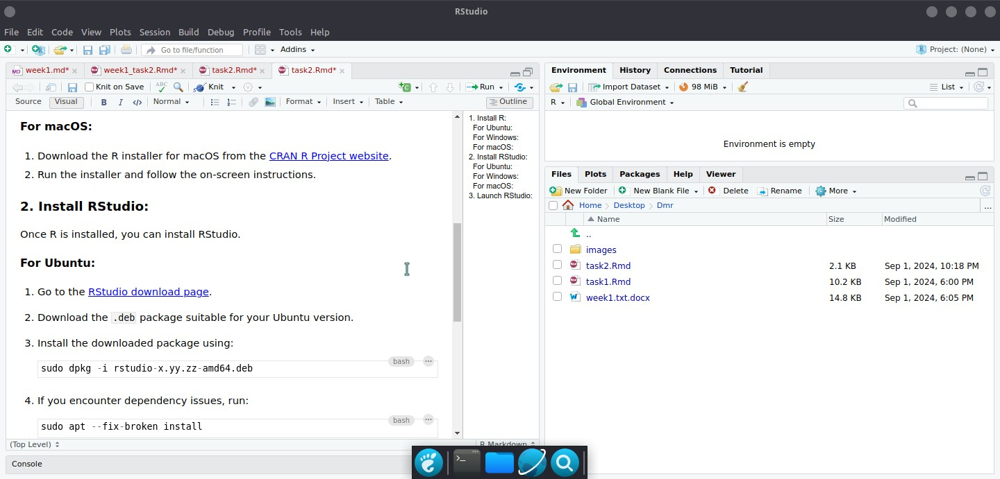 RStudio
File Edit Code View Plots Session Build Debug Profile Tools Help
Go to file/function Addins Project: (None)
week1.md* week1_task2.Rmd* task2.Rmd* task2.Rmd*
Knit on Save ABC Knit Run
Source Visual B I </> Normal Format Insert Table Outline
For macOS:
1. Download the R installer for macOS from the CRAN R Project website.
2. Run the installer and follow the on-screen instructions.
2. Install RStudio:
Once R is installed, you can install RStudio.
For Ubuntu:
1. Go to the RStudio download page.
2. Download the .deb package suitable for your Ubuntu version.
3. Install the downloaded package using:
bash
sudo dpkg -i rstudio-x.yy.zz-amd64.deb
4. If you encounter dependency issues, run:
bash
sudo apt --fix-broken install
(Top Level) R Markdown
Console
1. Install R:
For Ubuntu:
For Windows:
For macOS:
2. Install RStudio:
For Ubuntu:
For Windows:
For macOS:
3. Launch RStudio:
Environment History Connections Tutorial
Import Dataset 98 MiB List
R Global Environment
Environment is empty
Files Plots Packages Help Viewer
New Folder New Blank File Delete Rename More
Home Desktop Dmr ...
Name Size Modified
..
images
task2.Rmd 2.1 KB Sep 1, 2024, 10:18 PM
task1.Rmd 10.2 KB Sep 1, 2024, 6:00 PM
week1.txt.docx 14.8 KB Sep 1, 2024, 6:05 PM